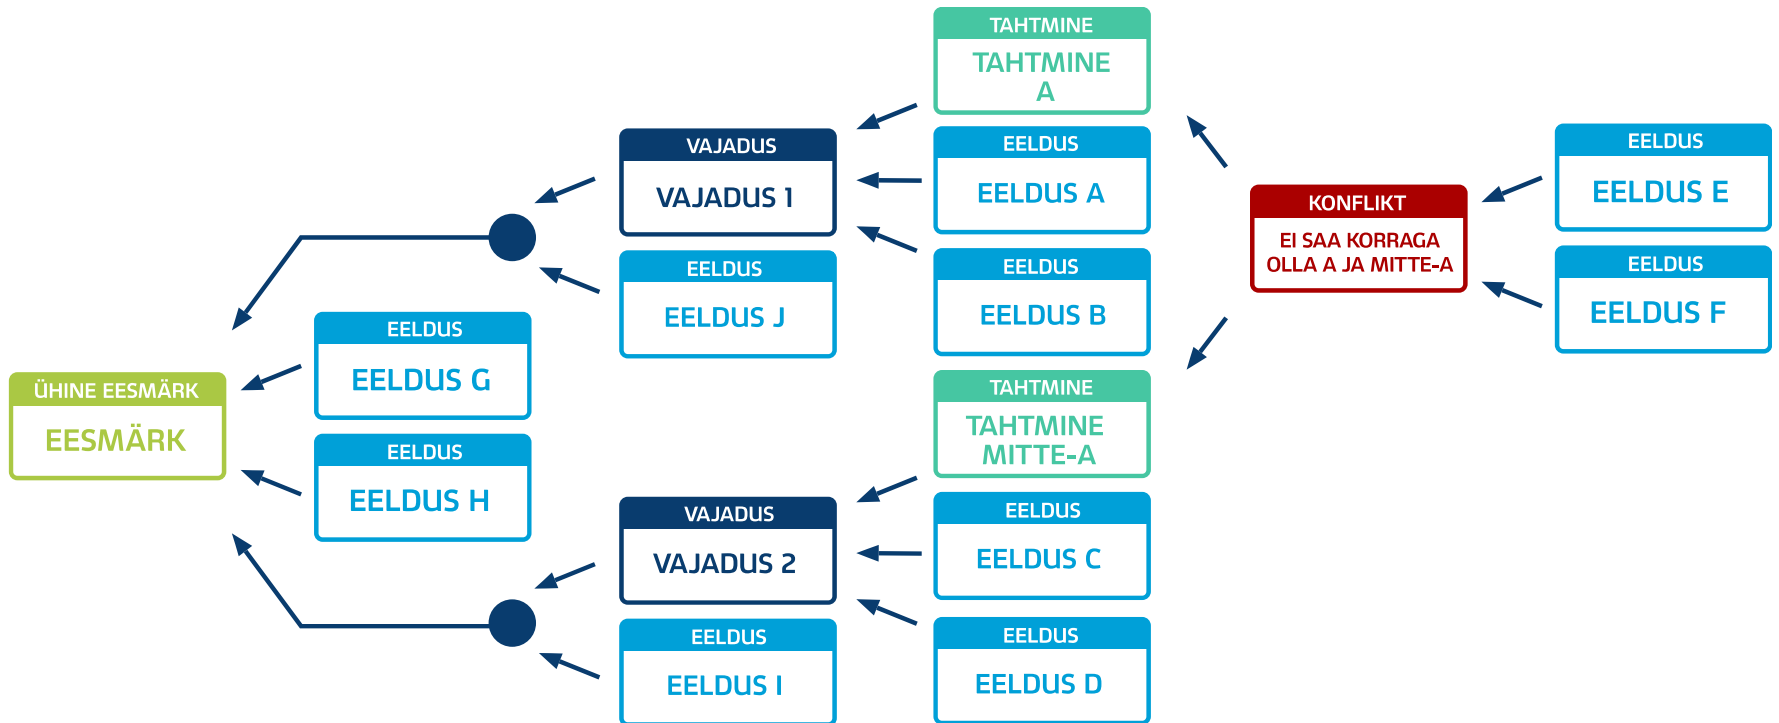 ÜHINE EESMÄRK
EESMÄRK
EELDUS
EELDUS G
EELDUS
EELDUS H
VAJADUS
VAJADUS 1
EELDUS
EELDUS J
VAJADUS
VAJADUS 2
EELDUS
EELDUS I
TAHTMINE
TAHTMINE
A
EELDUS
EELDUS A
EELDUS
EELDUS B
TAHTMINE
TAHTMINE
MITTE-A
EELDUS
EELDUS C
EELDUS
EELDUS D
KONFLIKT
EI SAA KORRAGA
OLLA A JA MITTE-A
EELDUS
EELDUS E
EELDUS
EELDUS F